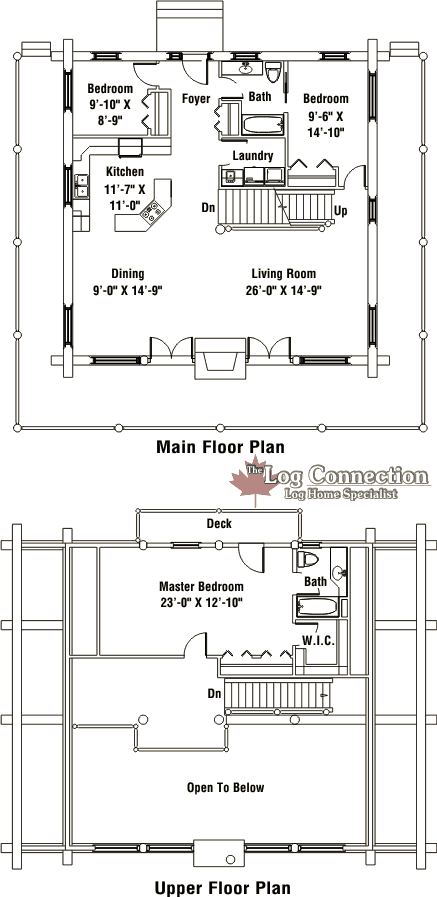 Bedroom
9'-10" X
8'-9"
Foyer
Bath
Bedroom
9'-6" X
14'-10"
Laundry
Kitchen
11'-7" X
11'-0"
Dn
Up
Dining
9'-0" X 14'-9"
Living Room
26'-0" X 14'-9"
Main Floor Plan
The Log Connection
Log Home Specialist
Deck
Master Bedroom
23'-0" X 12'-10"
Bath
W.I.C.
Dn
Open To Below
Upper Floor Plan